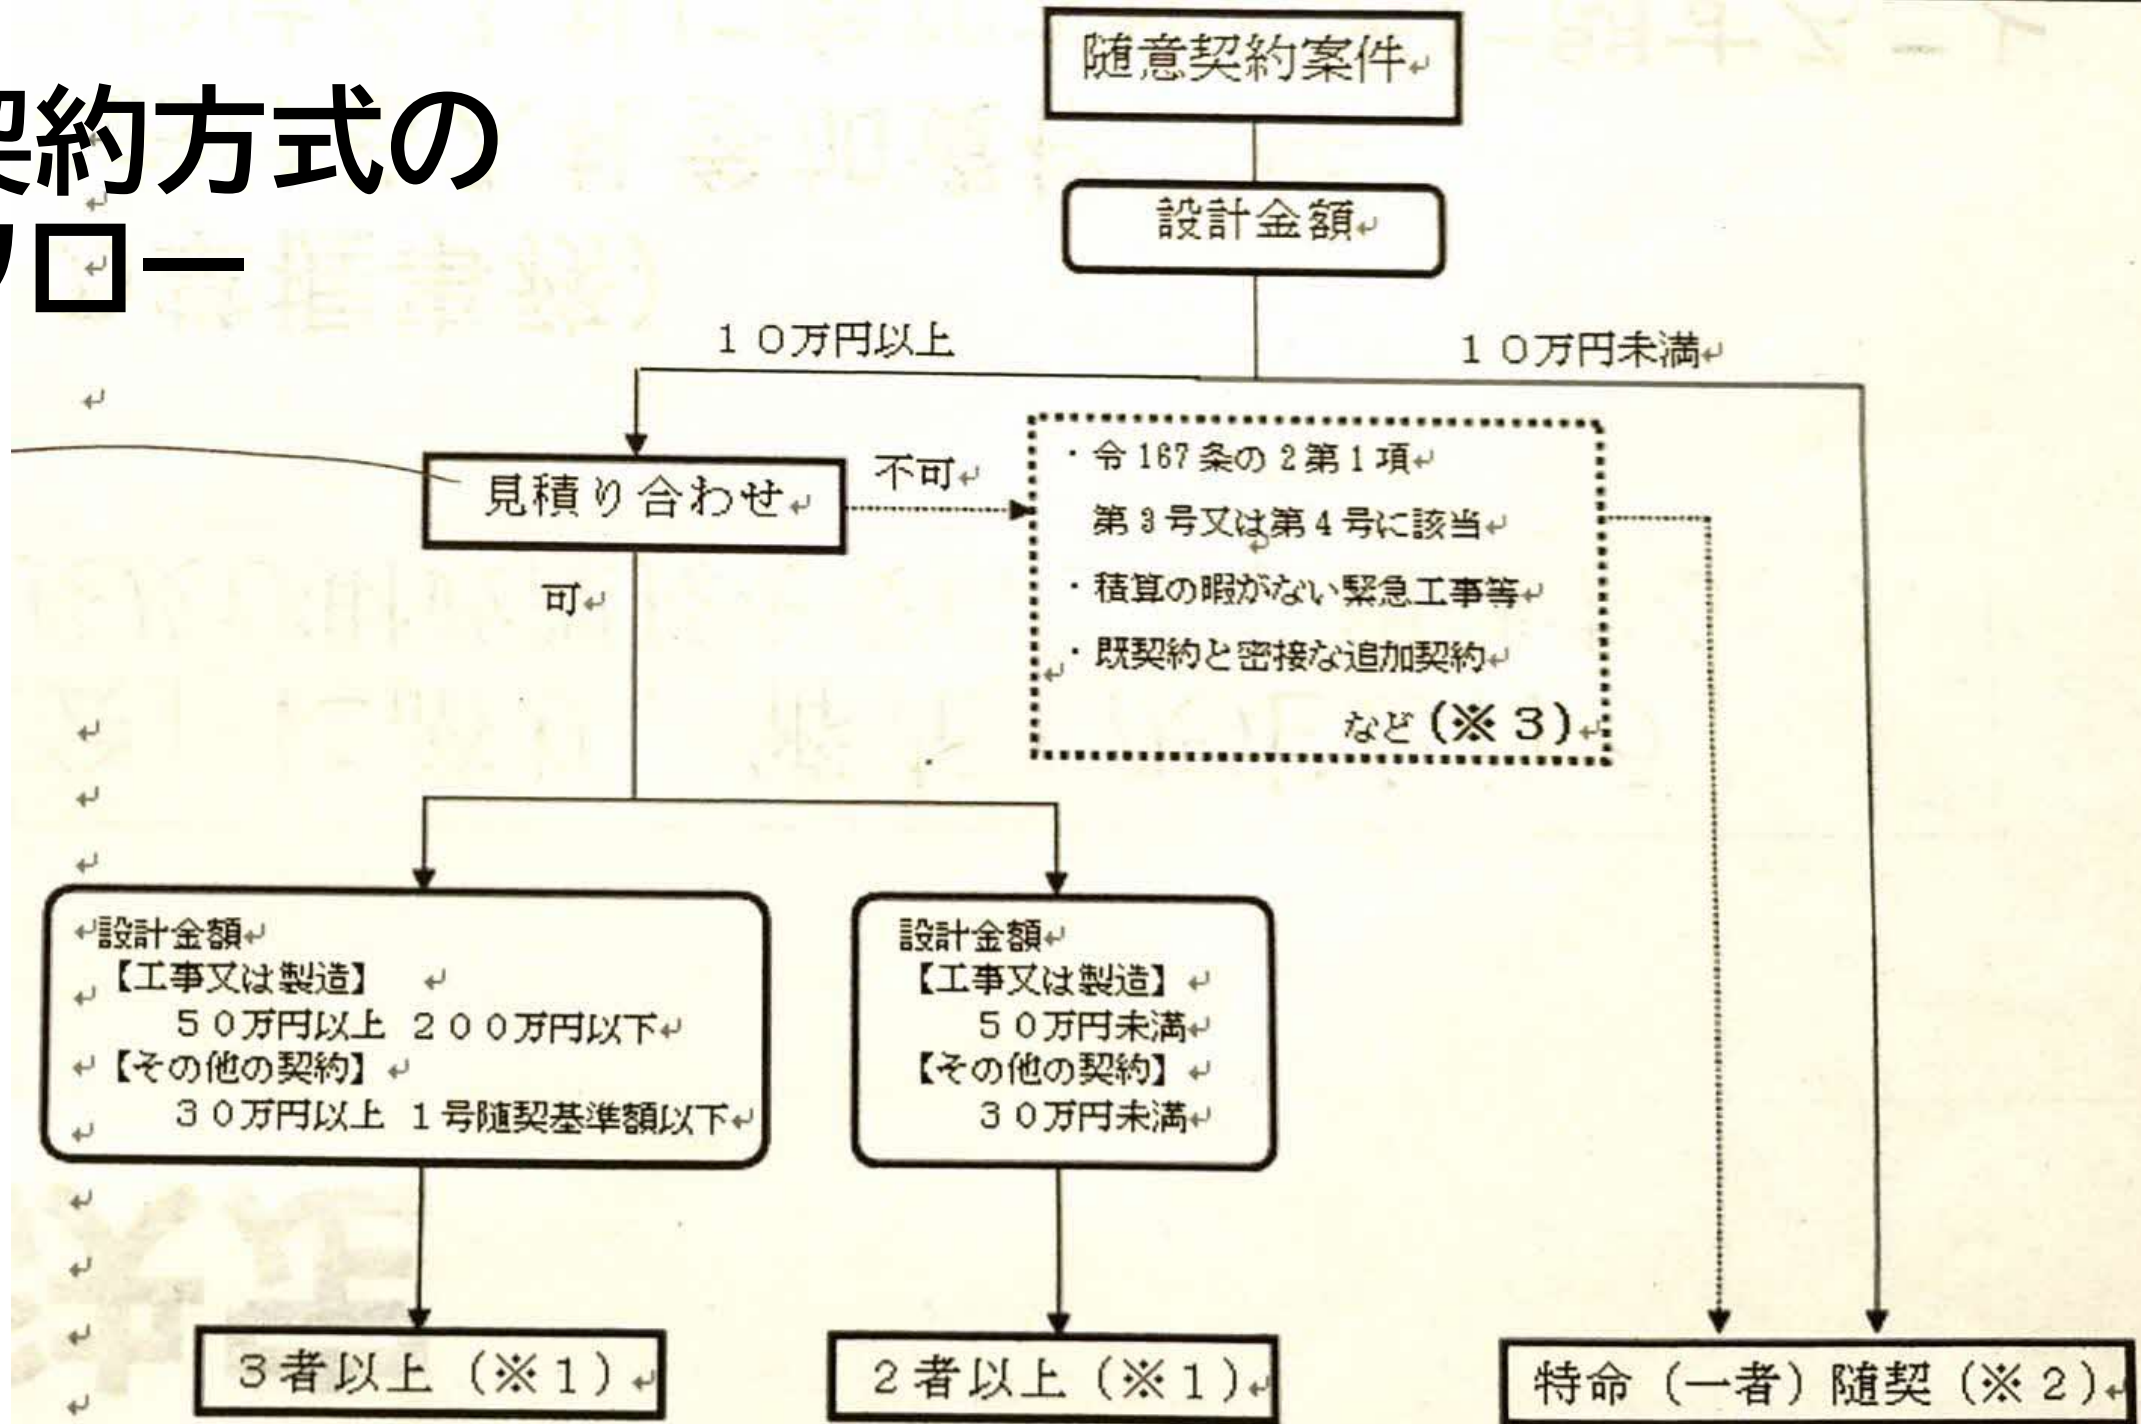 契約方式の
フロー
随意契約案件
設計金額
10万円以上
10万円未満
見積り合わせ
不可
可
・令167条の2第1項
第3号又は第4号に該当
・積算の暇がない緊急工事等
・既契約と密接な追加契約
など(※3)
設計金額
【工事又は製造】
50万円以上 200万円以下
【その他の契約】
30万円以上 1号随契基準額以下
設計金額
【工事又は製造】
50万円未満
【その他の契約】
30万円未満
3者以上(※1)
2者以上(※1)
特命(一者)随契(※2)